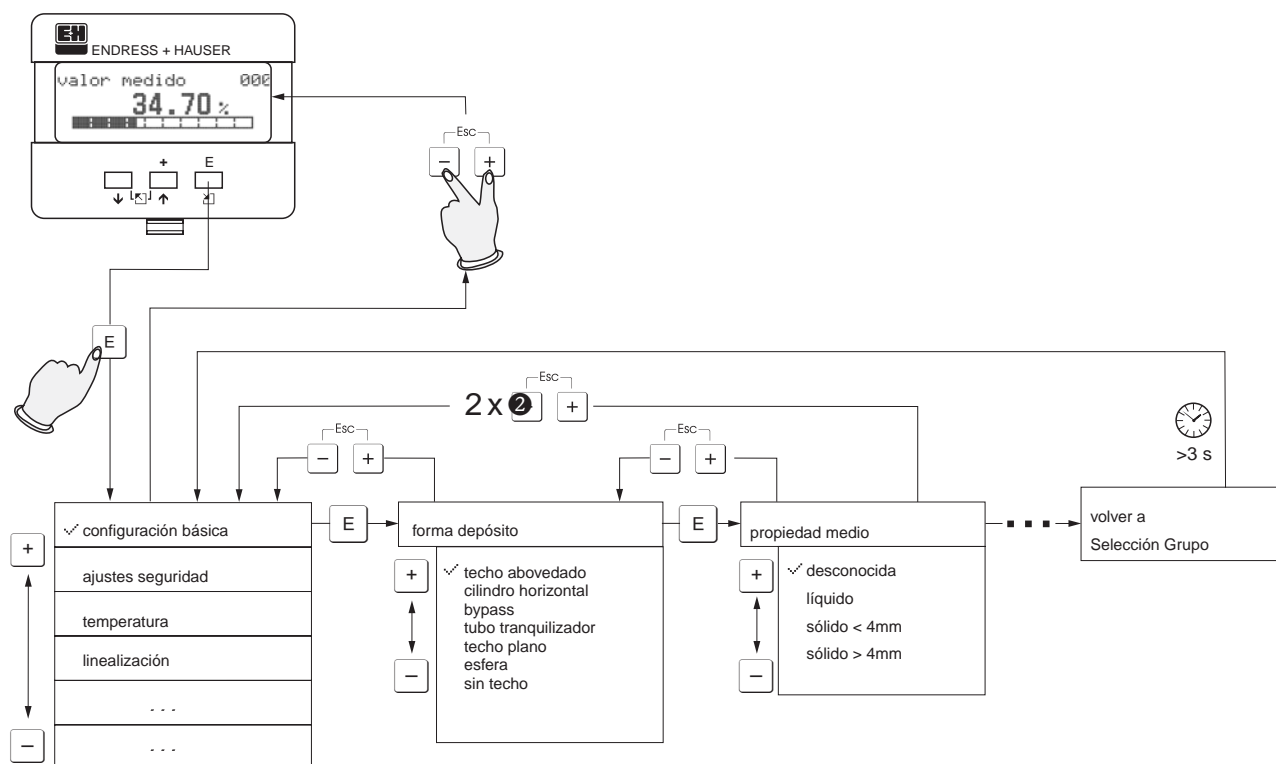 E+H
ENDRESS + HAUSER
valor medido 000
34.70 %
+ E
Esc
– +
E
Esc
2 x ❷ +
Esc
– +
Esc
– +
>3 s
✓ configuración básica
ajustes seguridad
temperatura
linealización
. . .
. . .
+
–
E
forma depósito
✓ techo abovedado
cilindro horizontal
bypass
tubo tranquilizador
techo plano
esfera
sin techo
+
–
E
propiedad medio
✓ desconocida
líquido
sólido < 4mm
sólido > 4mm
+
–
volver a
Selección Grupo